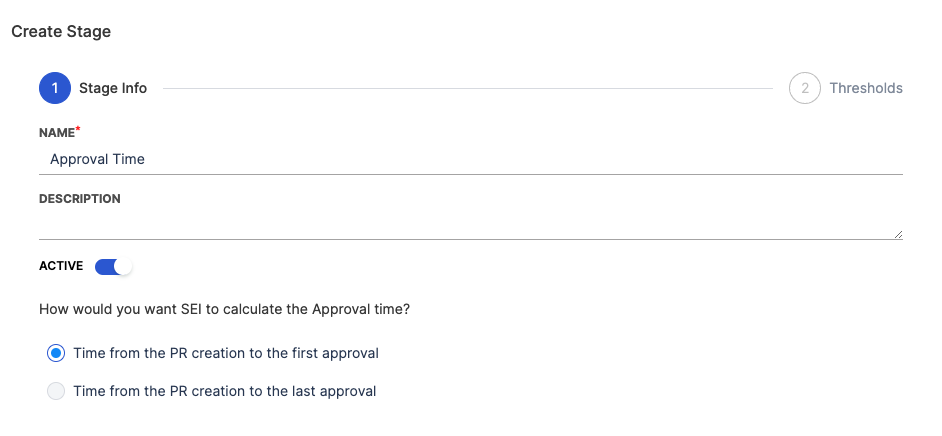 Create Stage
1 Stage Info 2 Thresholds
NAME*
Approval Time
DESCRIPTION
ACTIVE
How would you want SEI to calculate the Approval time?
Time from the PR creation to the first approval
Time from the PR creation to the last approval